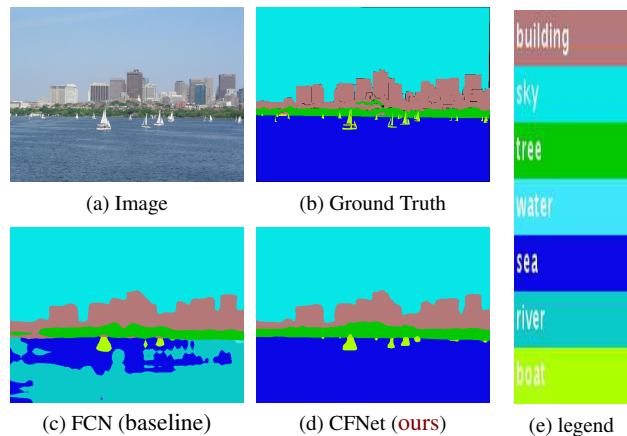 (a) Image
(b) Ground Truth
(c) FCN (baseline)
(d) CFNet (ours)
building
sky
tree
water
sea
river
boat
(e) legend